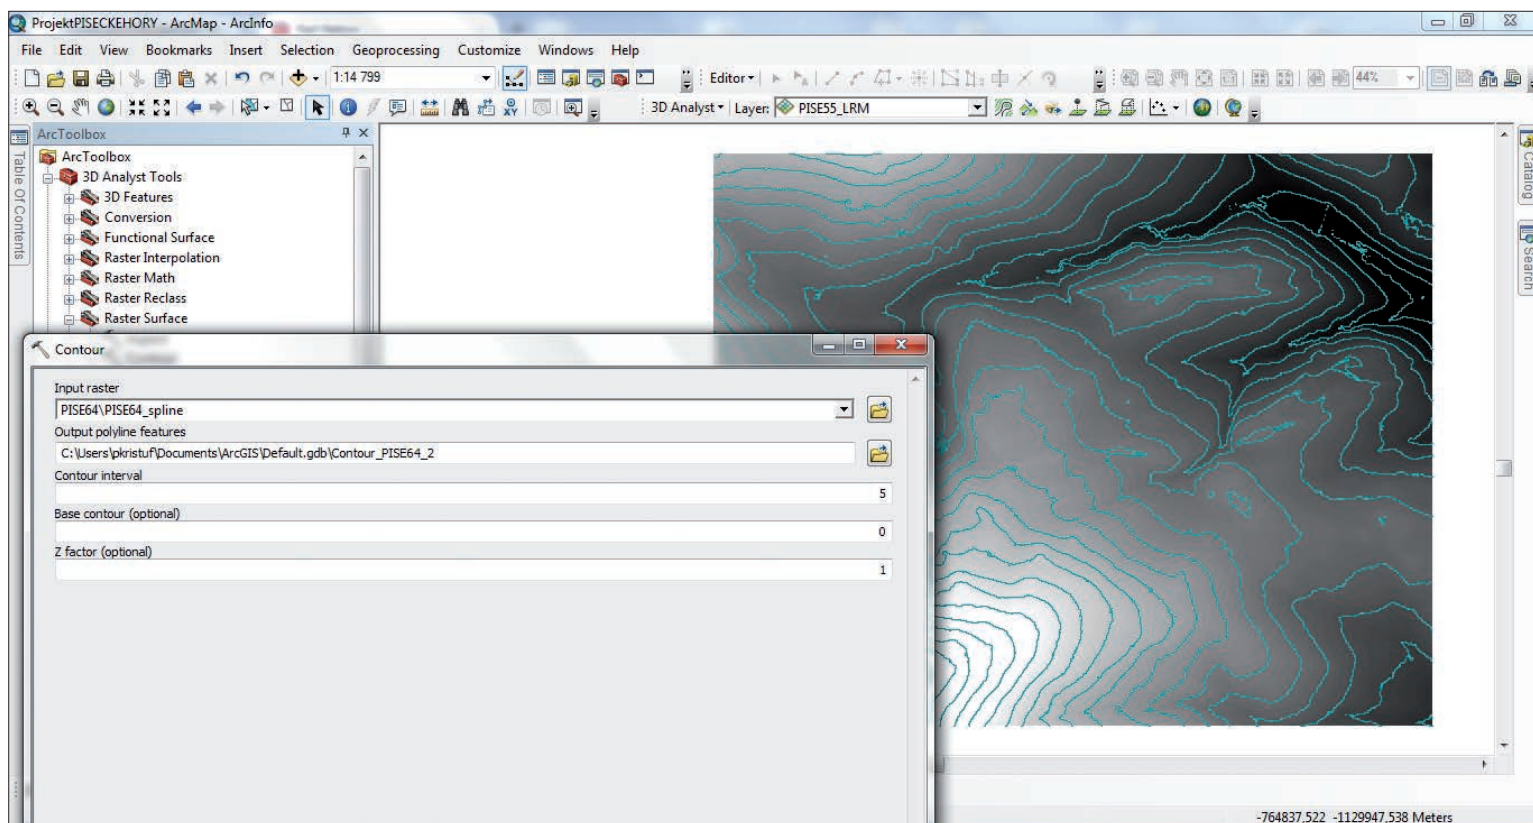 ProjektPISECKEHORY - ArcMap - ArcInfo
File Edit View Bookmarks Insert Selection Geoprocessing Customize Windows Help
1:14 799
Editor
44%
3D Analyst Layer: PISE55_LRM
Table Of Contents
ArcToolbox
ArcToolbox
3D Analyst Tools
3D Features
Conversion
Functional Surface
Raster Interpolation
Raster Math
Raster Reclass
Raster Surface
Contour
Input raster
PISE64\PISE64_spline
Output polyline features
C:\Users\pkristuf\Documents\ArcGIS\Default.gdb\Contour_PISE64_2
Contour interval
5
Base contour (optional)
0
Z factor (optional)
1
Catalog
Search
-764837,522 -1129947,538 Meters